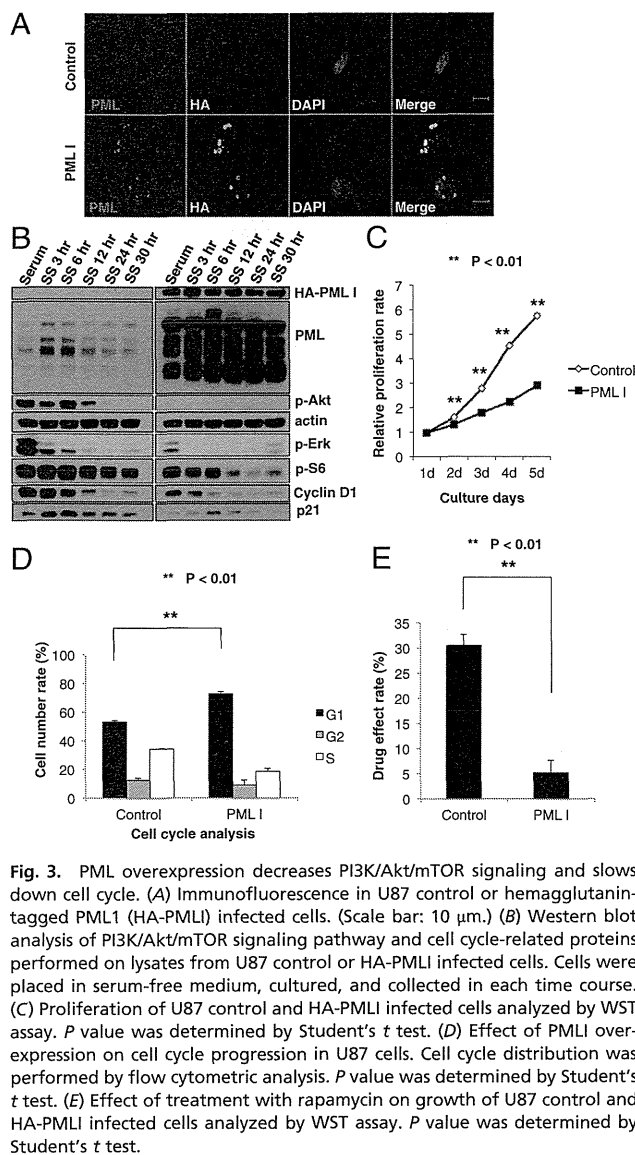 A
Control
PML
HA
DAPI
Merge
PML I
PML
HA
DAPI
Merge
B
Serum
SS 3 hr
SS 6 hr
SS 12 hr
SS 24 hr
SS 30 hr
Serum
SS 3 hr
SS 6 hr
SS 12 hr
SS 24 hr
SS 30 hr
HA-PML I
PML
p-Akt
actin
p-Erk
p-S6
Cyclin D1
p21
C
** P < 0.01
Relative proliferation rate
7
6
5
4
3
2
1
0
**
**
**
**
1d 2d 3d 4d 5d
Culture days
Control
PML I
D
** P < 0.01
**
Cell number rate (%)
100
80
60
40
20
0
Control PML I
Cell cycle analysis
G1
G2
S
E
** P < 0.01
**
Drug effect rate (%)
35
30
25
20
15
10
5
0
Control PML I
Fig. 3. PML overexpression decreases PI3K/Akt/mTOR signaling and slows
down cell cycle. (A) Immunofluorescence in U87 control or hemagglutanin-
tagged PML1 (HA-PMLI) infected cells. (Scale bar: 10 μm.) (B) Western blot
analysis of PI3K/Akt/mTOR signaling pathway and cell cycle-related proteins
performed on lysates from U87 control or HA-PMLI infected cells. Cells were
placed in serum-free medium, cultured, and collected in each time course.
(C) Proliferation of U87 control and HA-PMLI infected cells analyzed by WST
assay. P value was determined by Student's t test. (D) Effect of PMLI over-
expression on cell cycle progression in U87 cells. Cell cycle distribution was
performed by flow cytometric analysis. P value was determined by Student's
t test. (E) Effect of treatment with rapamycin on growth of U87 control and
HA-PMLI infected cells analyzed by WST assay. P value was determined by
Student's t test.